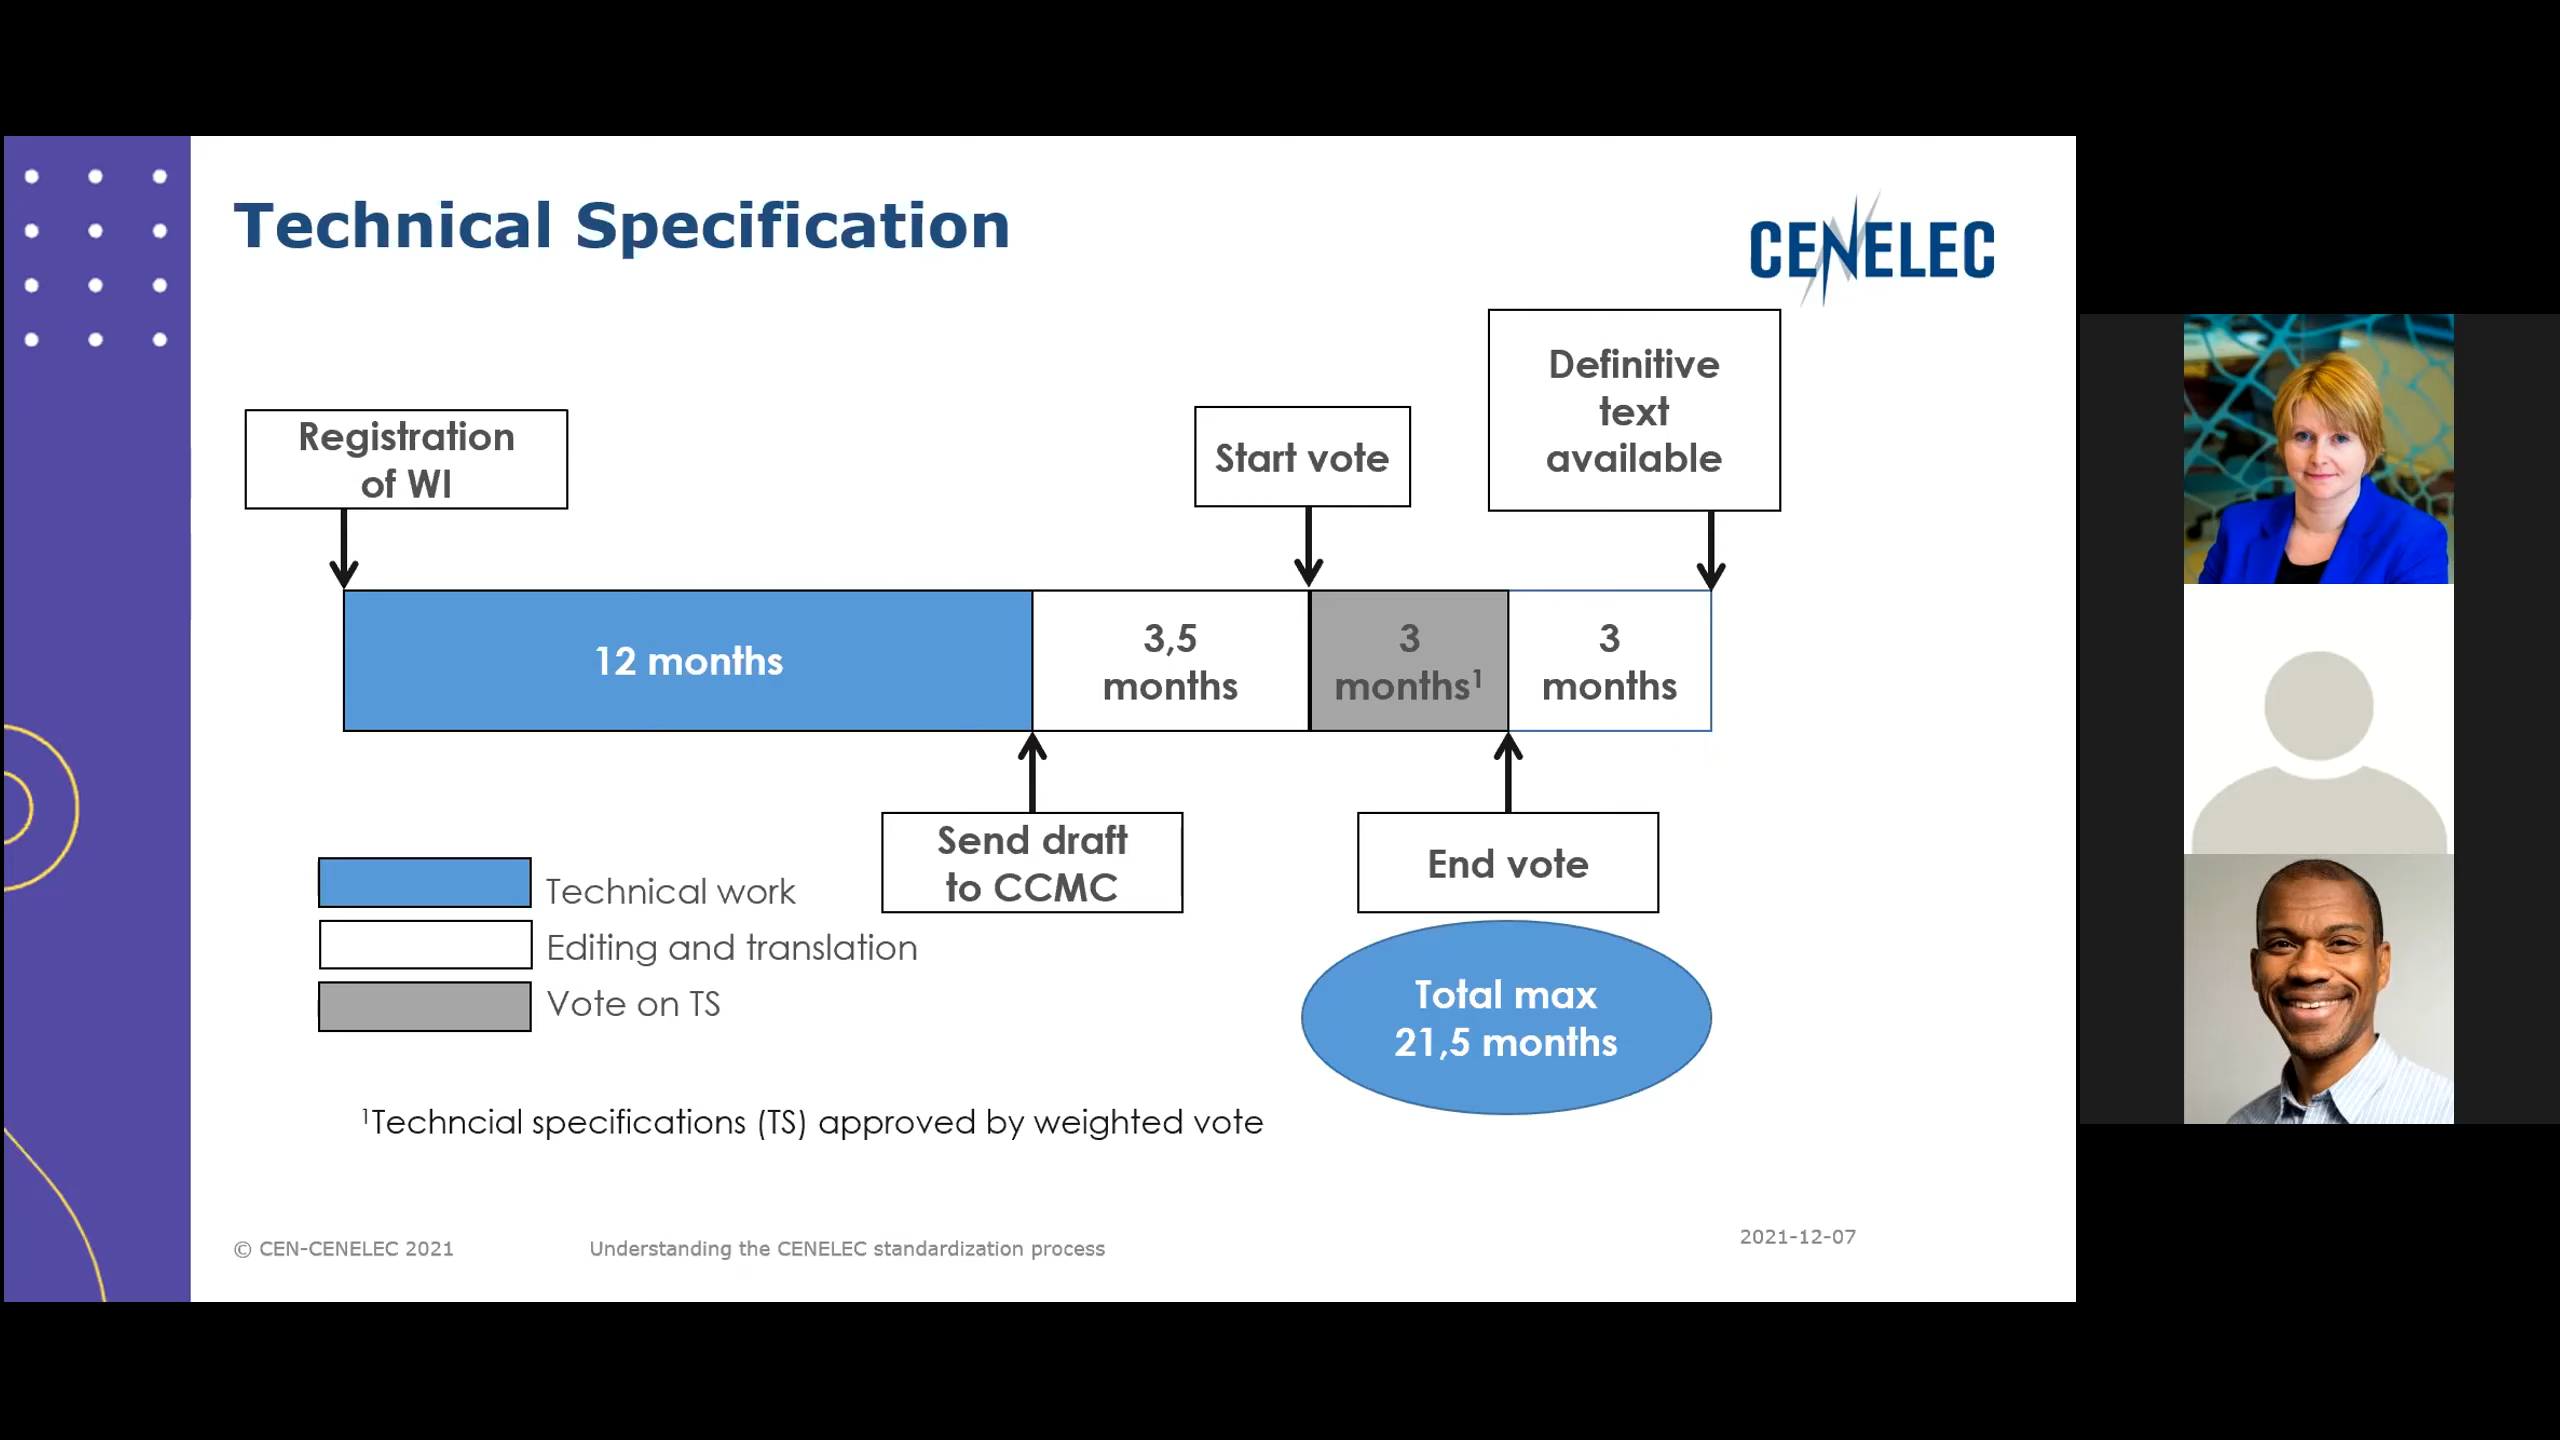 Technical Specification
CENELEC
Definitive
text
available
Registration
of WI
Start vote
12 months
3,5
months
3
months¹
3
months
Send draft
to CCMC
End vote
Technical work
Editing and translation
Vote on TS
Total max
21,5 months
¹Techncial specifications (TS) approved by weighted vote
© CEN-CENELEC 2021
Understanding the CENELEC standardization process
2021-12-07